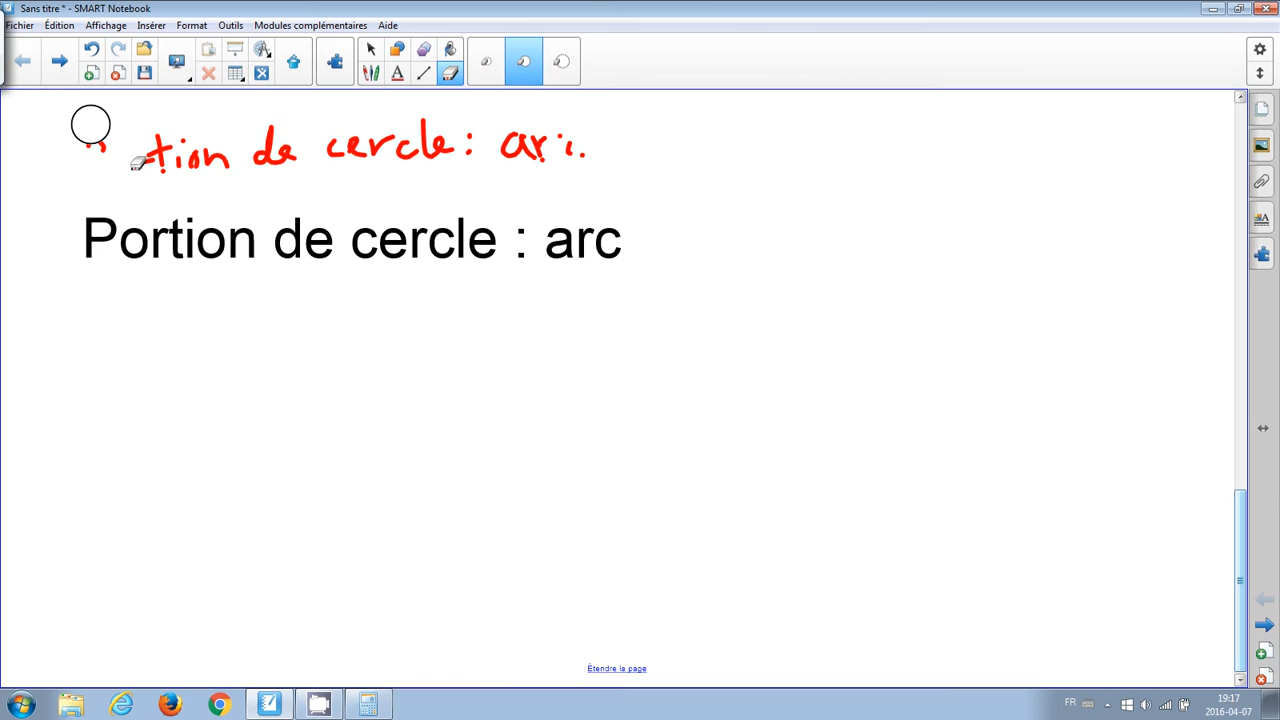 Sans titre * - SMART Notebook
Fichier Édition Affichage Insérer Format Outils Modules complémentaires Aide
tion de cercle :
Portion de cercle : arc
Étendre la page
FR
19:17
2016-04-07